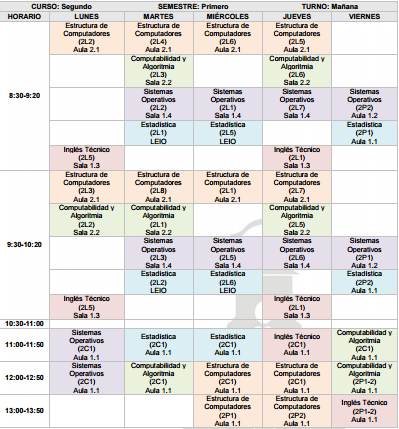 CURSO: Segundo SEMESTRE: Primero TURNO: Mañana
HORARIO LUNES MARTES MIÉRCOLES JUEVES VIERNES
8:30-9:20
Estructura de Estructura de Estructura de Estructura de
Computadores Computadores Computadores Computadores
(2L2) (2L4) (2L6) (2L5)
Aula 2.1 Aula 2.1 Aula 2.1 Aula 2.1
Computabilidad y Computabilidad y
Algoritmia Algoritmia
(2L3) (2L6)
Sala 2.2 Sala 2.2
Sistemas Sistemas Sistemas Sistemas
Operativos Operativos Operativos Operativos
(2L2) (2L1) (2L7) (2P2)
Sala 1.4 Sala 1.4 Sala 1.4 Aula 1.2
Estadística Estadística Estadística
(2L1) (2L5) (2P1)
LEIO LEIO Aula 1.1
Inglés Técnico Inglés Técnico
(2L5) (2L1)
Sala 1.3 Sala 1.3
9:30-10:20
Estructura de Estructura de Estructura de Estructura de
Computadores Computadores Computadores Computadores
(2L3) (2L8) (2L1) (2L7)
Aula 2.1 Aula 2.1 Aula 2.1 Aula 2.1
Computabilidad y Computabilidad y Computabilidad y
Algoritmia Algoritmia Algoritmia
(2L2) (2L1) (2L5)
Sala 2.2 Sala 2.2 Sala 2.2
Sistemas Sistemas Sistemas Sistemas
Operativos Operativos Operativos Operativos
(2L3) (2L5) (2L6) (2P1)
Sala 1.4 Sala 1.4 Sala 1.4 Aula 1.2
Estadística Estadística Estadística
(2L2) (2L6) (2P2)
LEIO LEIO Aula 1.1
Inglés Técnico Inglés Técnico
(2L5) (2L1)
Sala 1.3 Sala 1.3
10:30-11:00
11:00-11:50
Sistemas Operativos (2C1) Aula 1.1
Estadística (2C1) Aula 1.1
Estadística (2C1) Aula 1.1
Inglés Técnico (2C1) Aula 1.1
Computabilidad y Algoritmia (2C1) Aula 1.1
12:00-12:50
Sistemas Operativos (2C1) Aula 1.1
Computabilidad y Algoritmia (2C1) Aula 1.1
Estructura de Computadores (2C1) Aula 1.1
Estructura de Computadores (2C1) Aula 1.1
Computabilidad y Algoritmia (2P1-2) Aula 1.1
13:00-13:50
Estructura de Computadores (2P1) Aula 1.1
Estructura de Computadores (2P2) Aula 1.1
Inglés Técnico (2P1-2) Aula 1.1